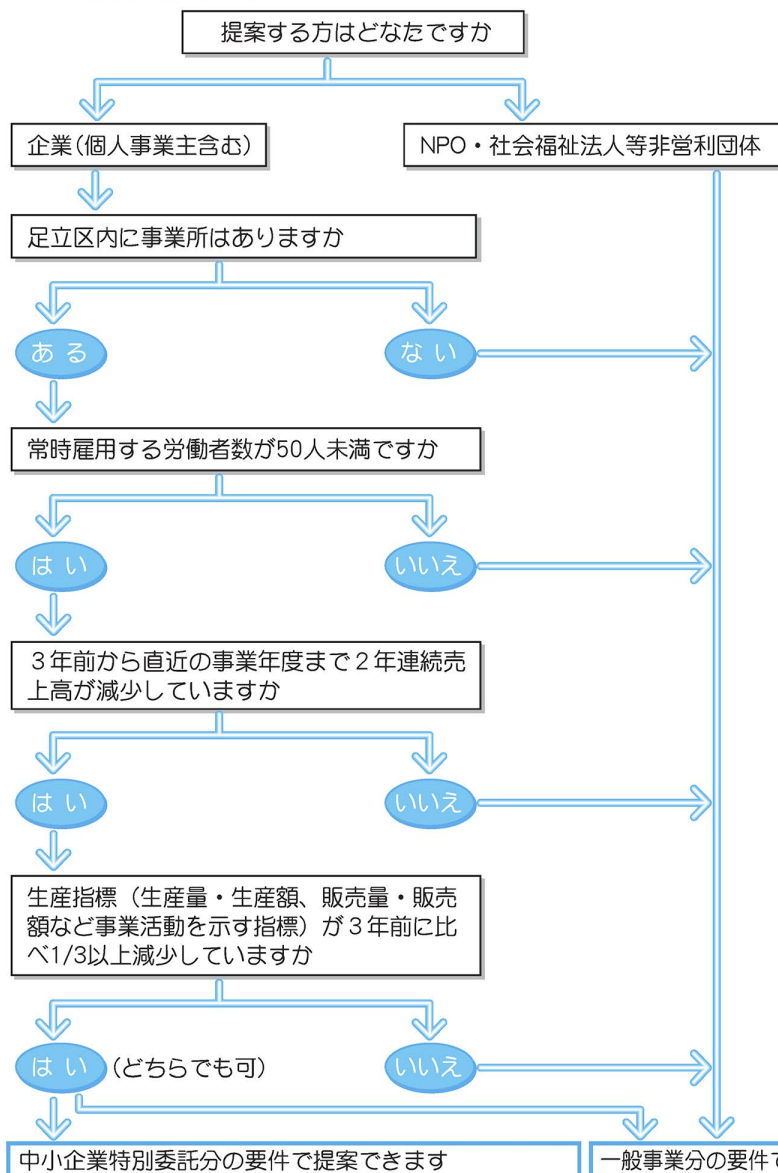 提案する方はどなたですか
企業(個人事業主含む)
NPO・社会福祉法人等非営利団体
足立区内に事業所はありますか
ある
ない
常時雇用する労働者数が50人未満ですか
はい
いいえ
3年前から直近の事業年度まで2年連続売
上高が減少していますか
はい
いいえ
生産指標(生産量・生産額、販売量・販売
額など事業活動を示す指標)が3年前に比
べ1/3以上減少していますか
はい
(どちらでも可)
いいえ
中小企業特別委託分の要件で提案できます
一般事業分の要件で